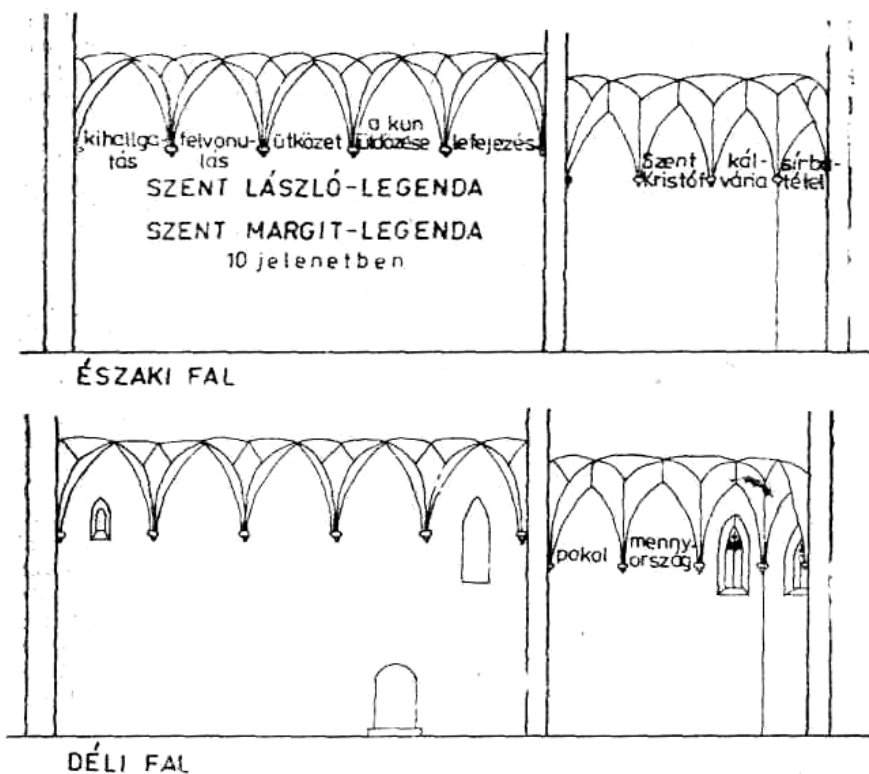 kihallga-
tás
felvonu-
lás
ütközet
a kun
üldözése
lefejezés
SZENT LÁSZLÓ-LEGENDA
SZENT MARGIT-LEGENDA
10 jelenetben
Szent
Kristóf
kál-
vária
sírba-
tétel
ÉSZAKI FAL
pokol
menny-
ország
DÉLI FAL